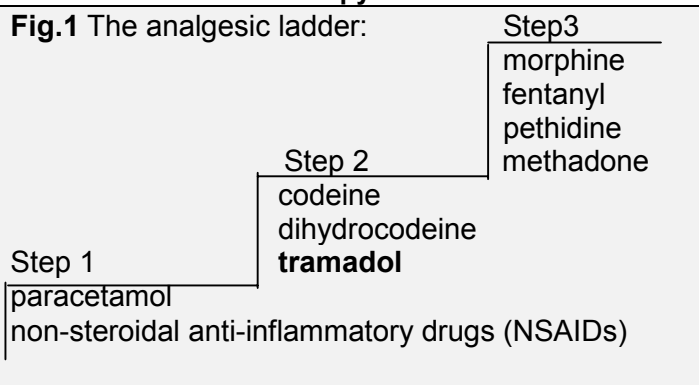 Fig.1 The analgesic ladder:
Step3
morphine
fentanyl
pethidine
methadone
Step 2
codeine
dihydrocodeine
tramadol
Step 1
paracetamol
non-steroidal anti-inflammatory drugs (NSAIDs)